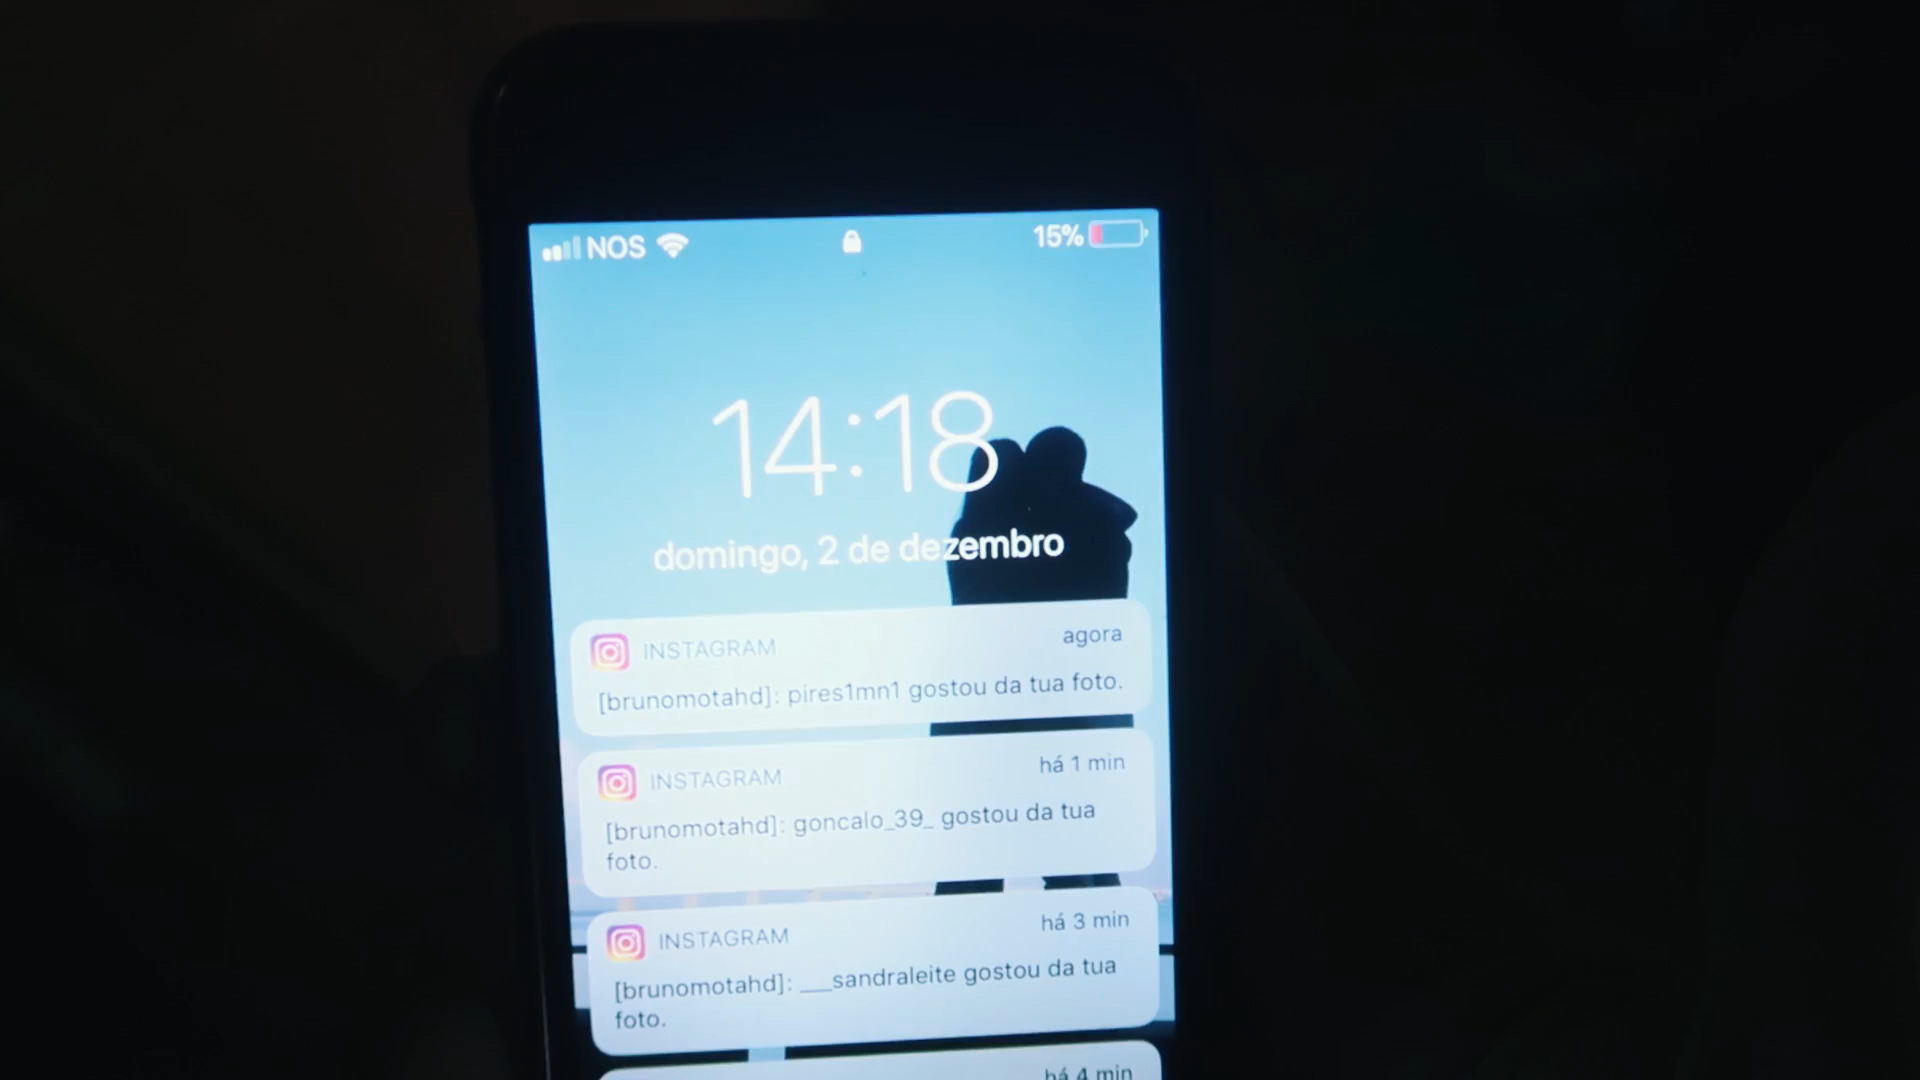 NOS 15%
14:18
domingo, 2 de dezembro
INSTAGRAM agora
[brunomotahd]: pires1mn1 gostou da tua foto.
INSTAGRAM há 1 min
[brunomotahd]: goncalo_39_ gostou da tua
foto.
INSTAGRAM há 3 min
[brunomotahd]: ___sandraleite gostou da tua
foto.
há 4 min